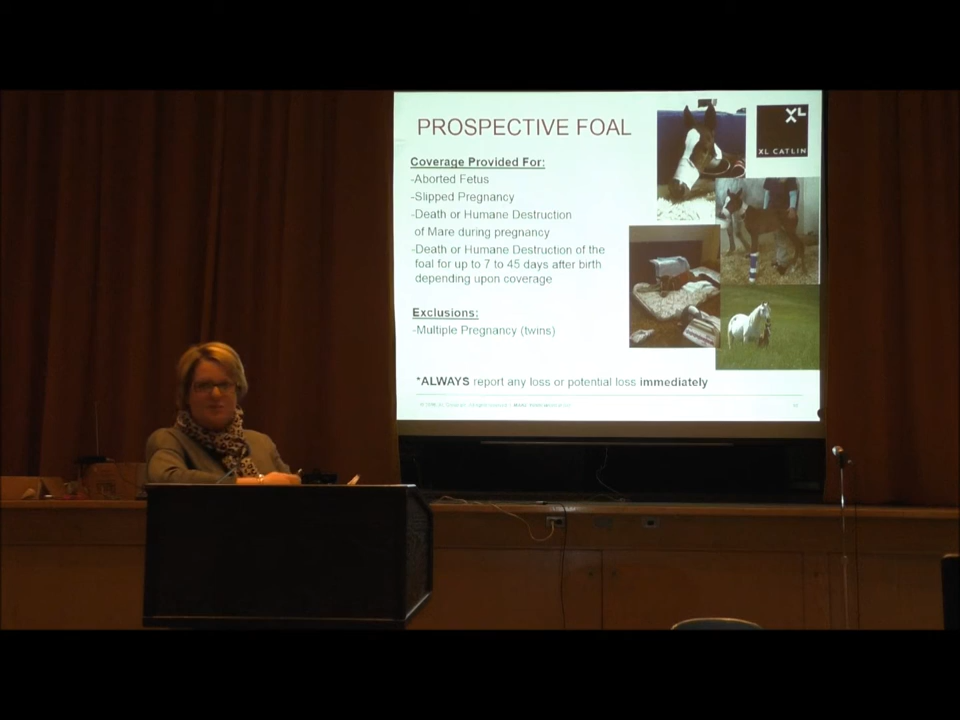 PROSPECTIVE FOAL
XL
XL CATLIN
Coverage Provided For:
-Aborted Fetus
-Slipped Pregnancy
-Death or Humane Destruction
of Mare during pregnancy
-Death or Humane Destruction of the
foal for up to 7 to 45 days after birth
depending upon coverage
Exclusions:
-Multiple Pregnancy (twins)
*ALWAYS report any loss or potential loss immediately